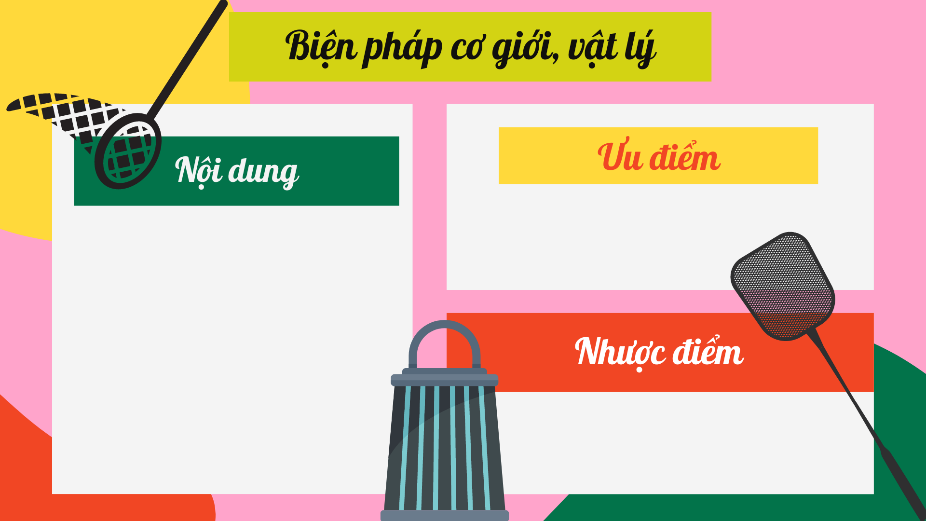 Biện pháp cơ giới, vật lý
Nội dung
Ưu điểm
Nhược điểm